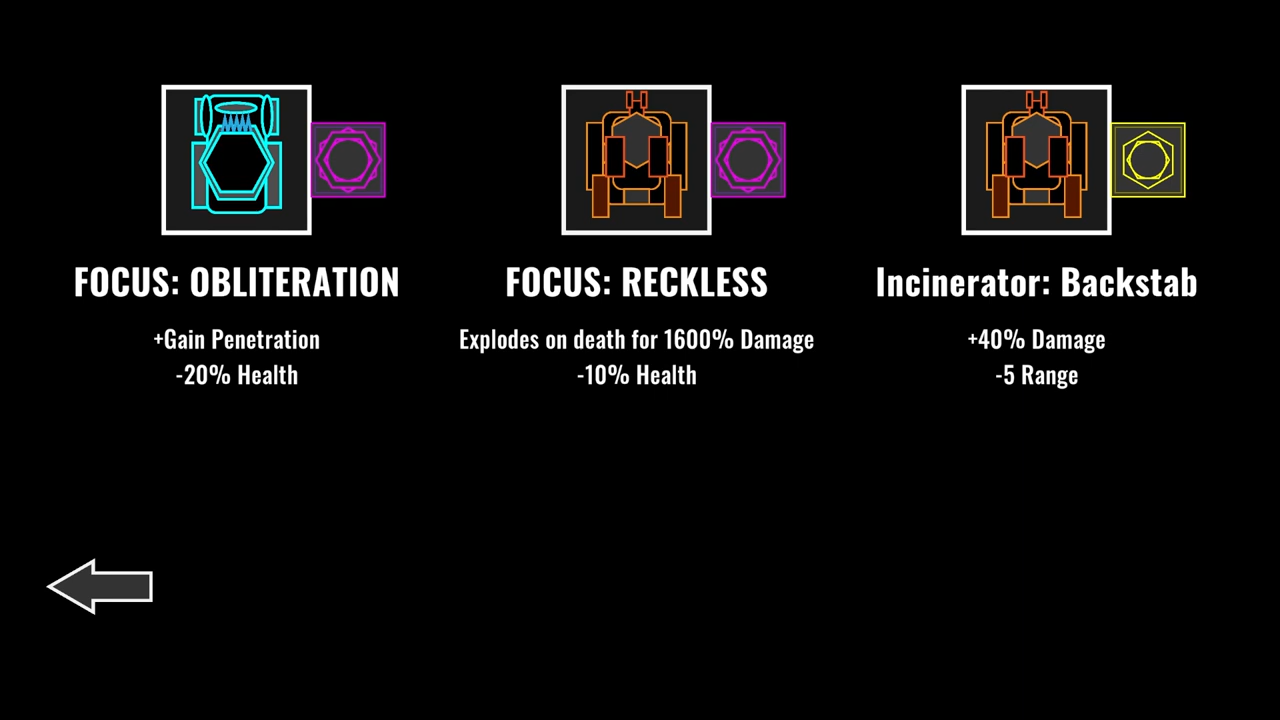 FOCUS: OBLITERATION
+Gain Penetration
-20% Health
FOCUS: RECKLESS
Explodes on death for 1600% Damage
-10% Health
Incinerator: Backstab
+40% Damage
-5 Range